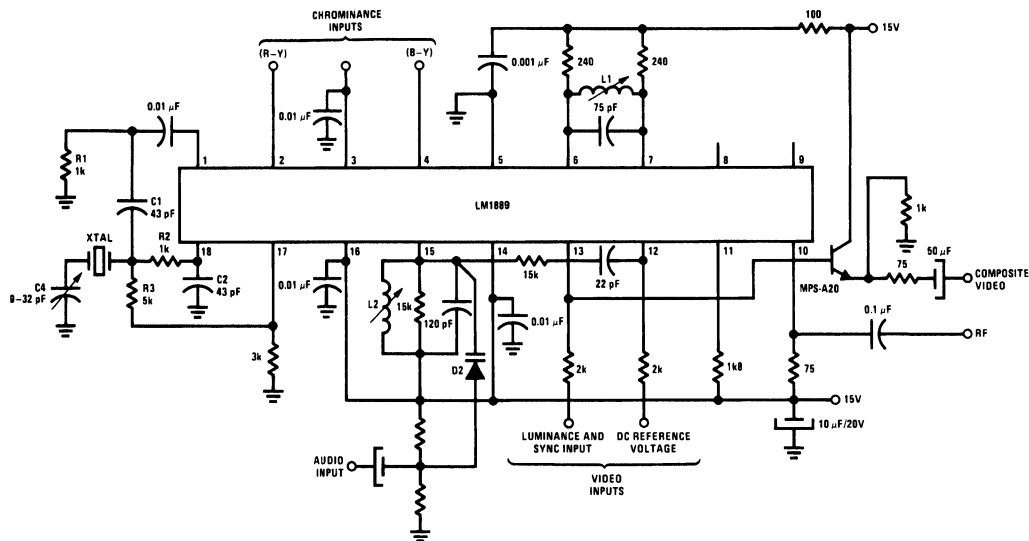 CHROMINANCE
INPUTS
(R–Y)
(B–Y)
100
15V
0.001 µF
240
240
L1
75 pF
0.01 µF
0.01 µF
R1
1k
1
2
3
4
5
6
7
8
9
C1
43 pF
LM1889
1k
XTAL
R2
1k
18
17
16
15
14
13
12
11
10
50 µF
COMPOSITE
VIDEO
75
MPS-A20
C4
9–32 pF
R3
5k
C2
43 pF
0.01 µF
L2
15k
120 pF
15k
22 pF
0.01 µF
0.1 µF
RF
3k
D2
2k
2k
1k8
75
15V
10 µF/20V
LUMINANCE AND
SYNC INPUT
DC REFERENCE
VOLTAGE
AUDIO
INPUT
VIDEO
INPUTS